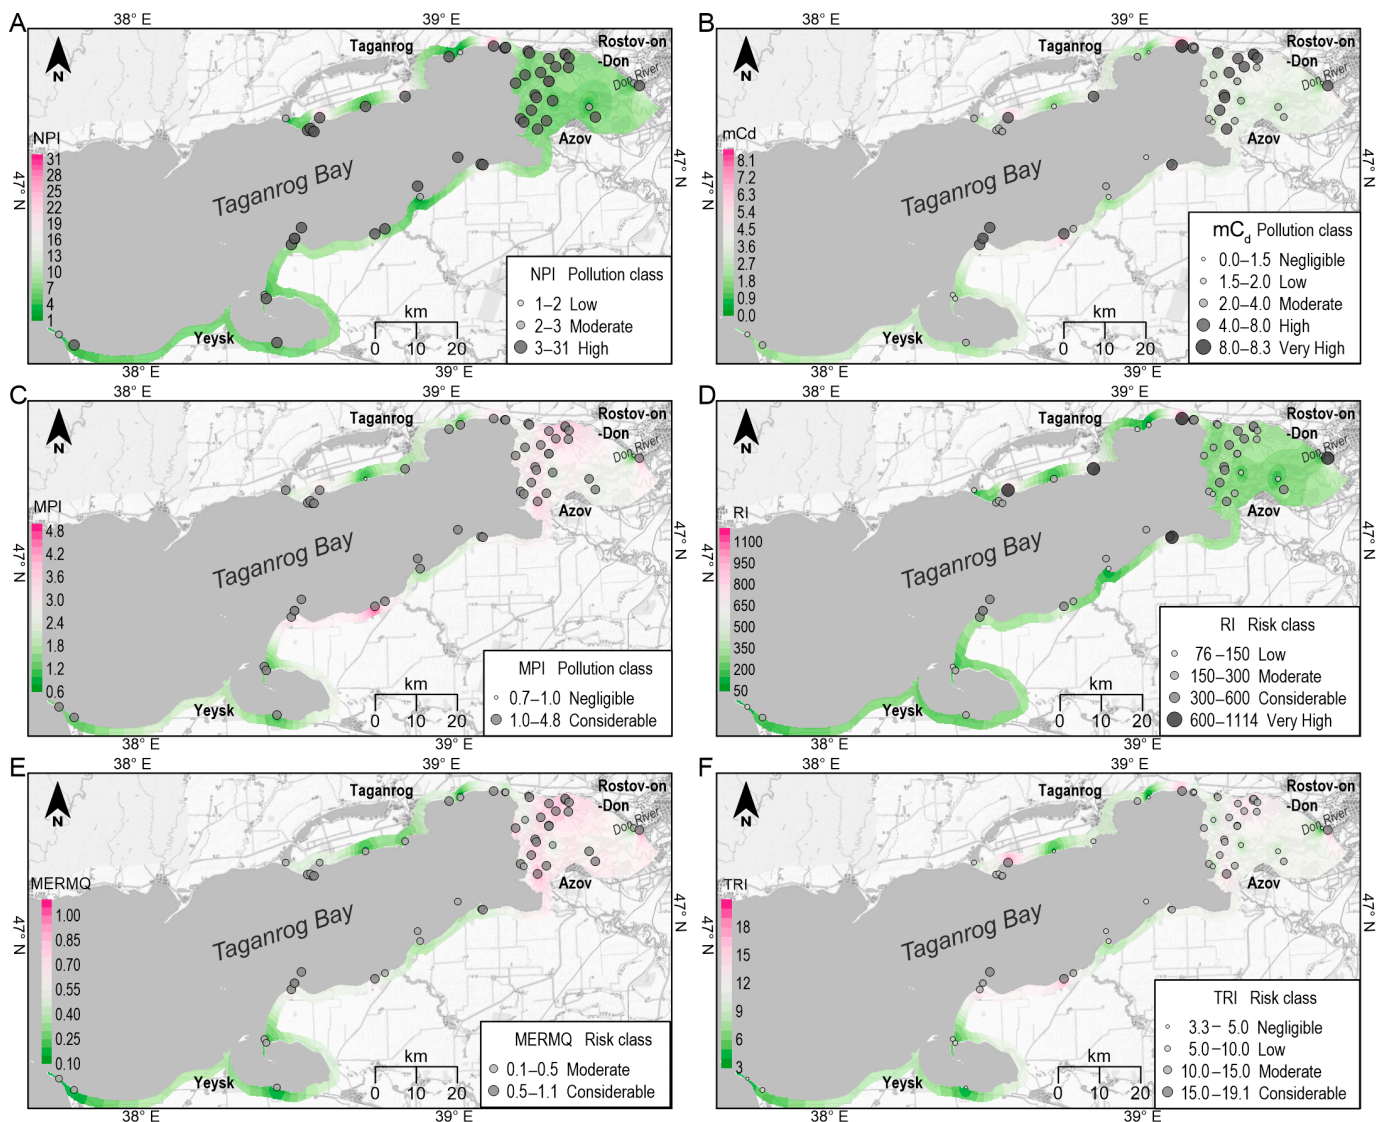 A
38° E
39° E
N
Taganrog
Rostov-on
-Don
Don River
Azov
Taganrog Bay
Yeysk
47° N
47° N
NPI
31
28
25
22
19
16
13
10
7
4
1
km
0 10 20
NPI Pollution class
1–2 Low
2–3 Moderate
3–31 High
38° E
39° E
B
38° E
39° E
N
Taganrog
Rostov-on
-Don
Don River
Azov
Taganrog Bay
Yeysk
47° N
mCd
8.1
7.2
6.3
5.4
4.5
3.6
2.7
1.8
0.9
0.0
km
0 10 20
mCd Pollution class
0.0–1.5 Negligible
1.5–2.0 Low
2.0–4.0 Moderate
4.0–8.0 High
8.0–8.3 Very High
38° E
39° E
C
N
Taganrog
Rostov-on
-Don
Don River
Azov
Taganrog Bay
Yeysk
47° N
47° N
MPI
4.8
4.2
3.6
3.0
2.4
1.8
1.2
0.6
km
0 10 20
MPI Pollution class
0.7–1.0 Negligible
1.0–4.8 Considerable
38° E
39° E
D
N
Taganrog
Rostov-on
-Don
Don River
Azov
Taganrog Bay
Yeysk
47° N
RI
1100
950
800
650
500
350
200
50
km
0 10 20
RI Risk class
76–150 Low
150–300 Moderate
300–600 Considerable
600–1114 Very High
38° E
39° E
E
N
Taganrog
Rostov-on
-Don
Don River
Azov
Taganrog Bay
Yeysk
47° N
47° N
MERMQ
1.00
0.85
0.70
0.55
0.40
0.25
0.10
km
0 10 20
MERMQ Risk class
0.1–0.5 Moderate
0.5–1.1 Considerable
38° E
39° E
F
N
Taganrog
Rostov-on
-Don
Don River
Azov
Taganrog Bay
Yeysk
47° N
TRI
18
15
12
9
6
3
km
0 10 20
TRI Risk class
3.3–5.0 Negligible
5.0–10.0 Low
10.0–15.0 Moderate
15.0–19.1 Considerable
38° E
39° E